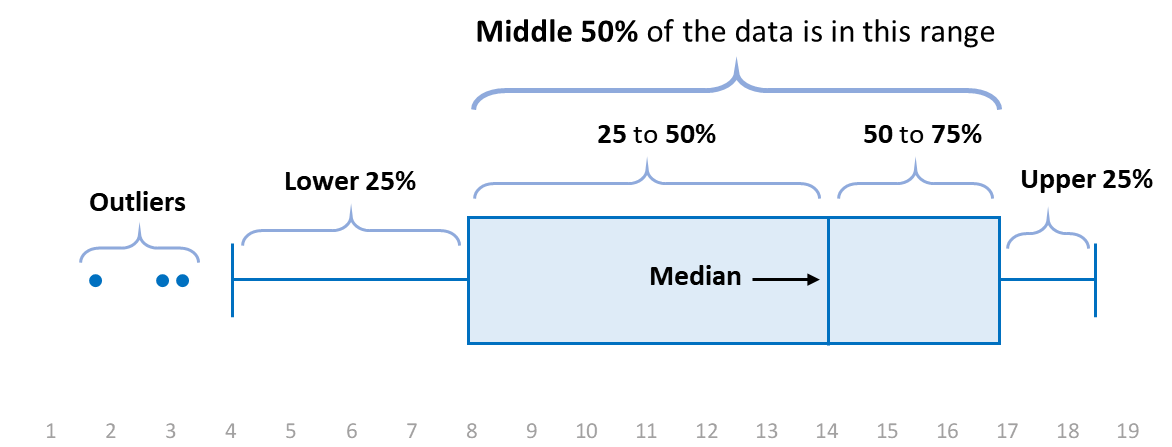 Middle 50% of the data is in this range
25 to 50%
50 to 75%
Lower 25%
Upper 25%
Outliers
Median
1 2 3 4 5 6 7 8 9 10 11 12 13 14 15 16 17 18 19